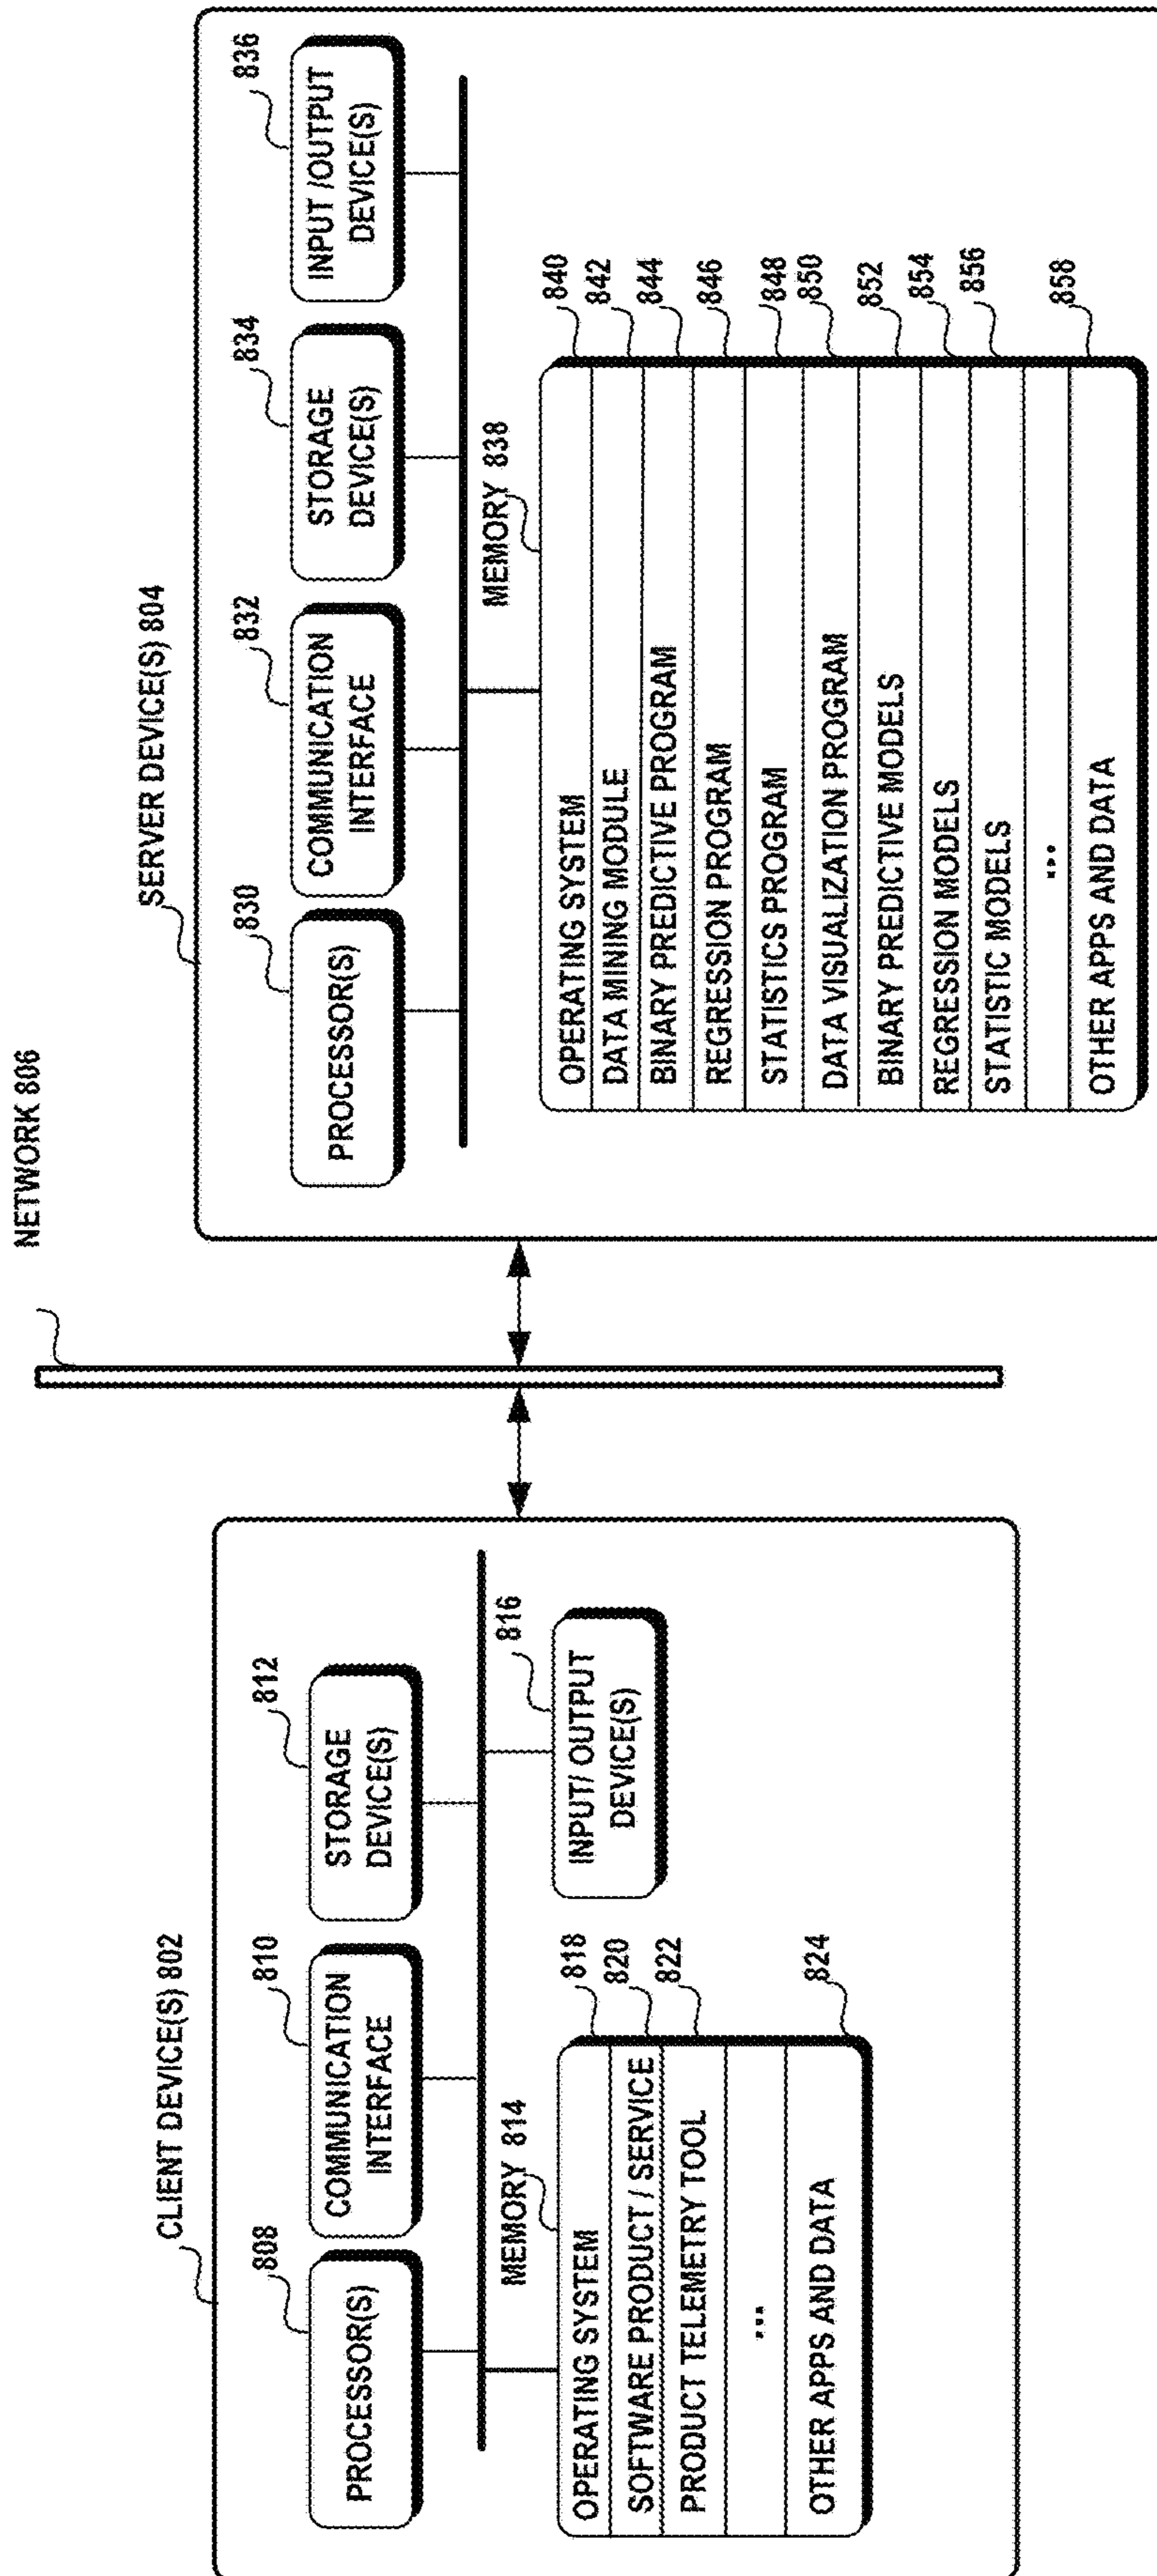 NETWORK 806
CLIENT DEVICE(S) 802
808
810
812
PROCESSOR(S)
COMMUNICATION
INTERFACE
STORAGE
DEVICE(S)
MEMORY 814
816
INPUT/ OUTPUT
DEVICE(S)
OPERATING SYSTEM
818
SOFTWARE PRODUCT / SERVICE
820
PRODUCT TELEMETRY TOOL
822
...
OTHER APPS AND DATA
824
SERVER DEVICE(S) 804
830
832
834
836
PROCESSOR(S)
COMMUNICATION
INTERFACE
STORAGE
DEVICE(S)
INPUT /OUTPUT
DEVICE(S)
MEMORY 838
OPERATING SYSTEM
840
DATA MINING MODULE
842
BINARY PREDICTIVE PROGRAM
844
REGRESSION PROGRAM
846
STATISTICS PROGRAM
848
DATA VISUALIZATION PROGRAM
850
BINARY PREDICTIVE MODELS
852
REGRESSION MODELS
854
STATISTIC MODELS
856
...
OTHER APPS AND DATA
858